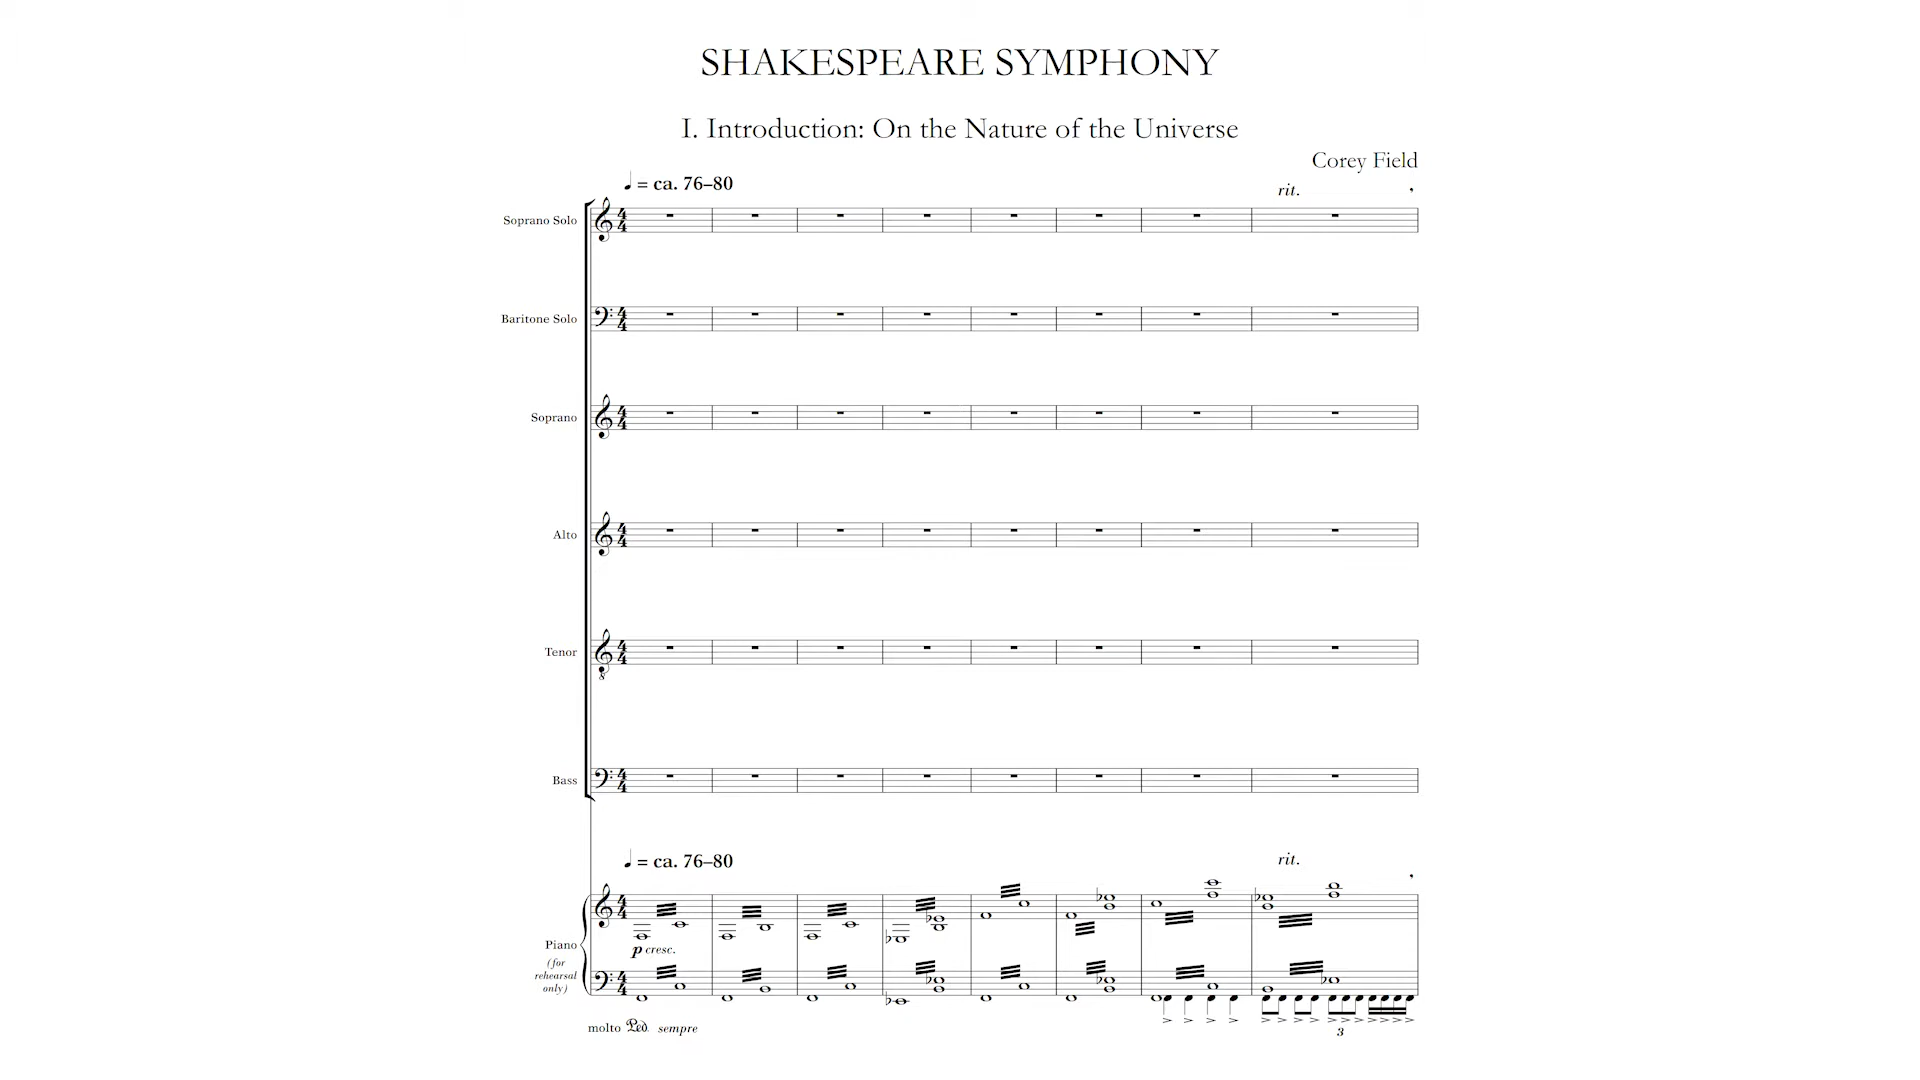 SHAKESPEARE SYMPHONY
I. Introduction: On the Nature of the Universe
Corey Field
♩ = ca. 76–80
rit.
Soprano Solo
Baritone Solo
Soprano
Alto
Tenor
8
Bass
♩ = ca. 76–80
rit.
Piano
(for
rehearsal
only)
p cresc.
molto Ped. sempre
3